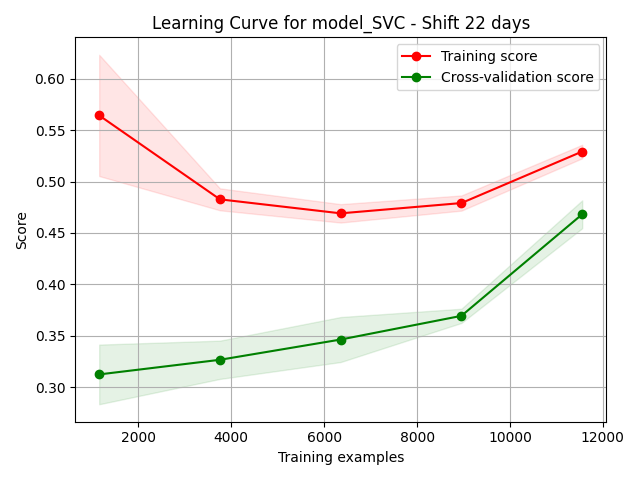 Learning Curve for model_SVC - Shift 22 days
Training score
Cross-validation score
0.60
0.55
0.50
0.45
0.40
0.35
0.30
Score
2000
4000
6000
8000
10000
12000
Training examples